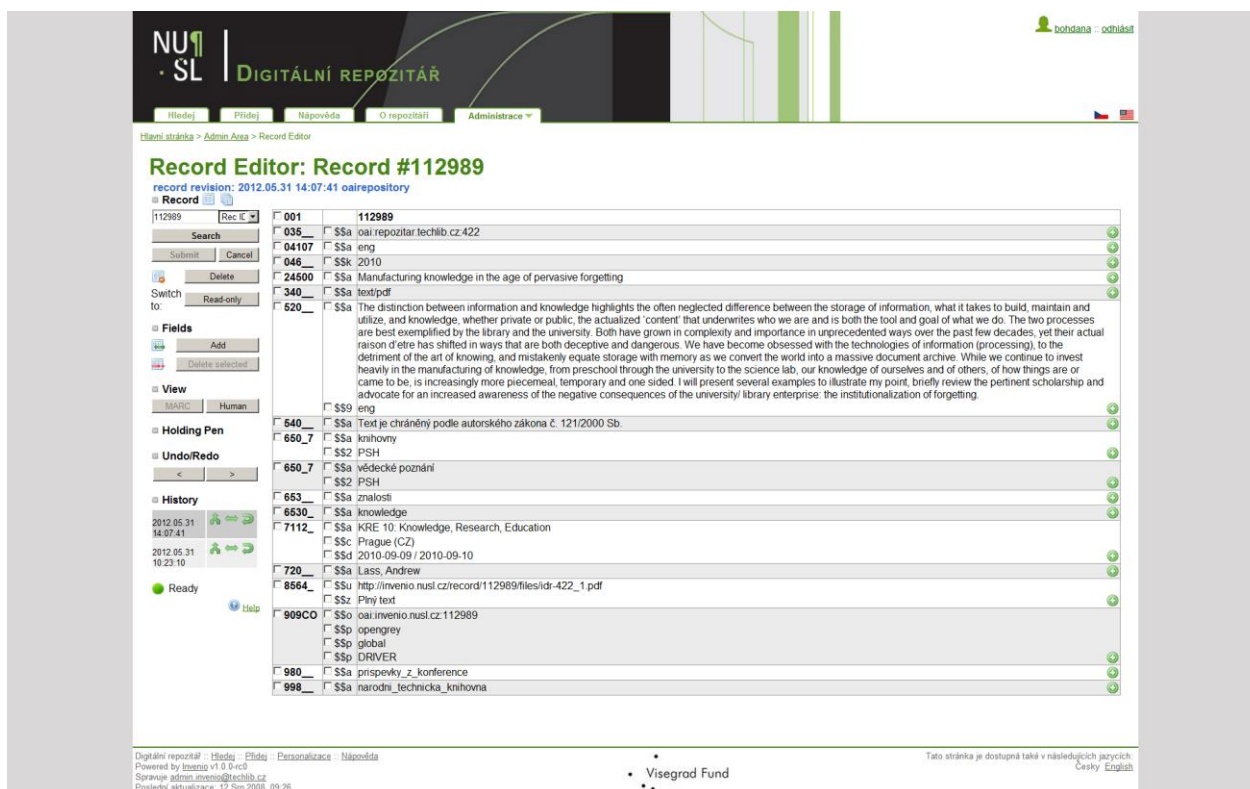 NU¶
· ŠL
DIGITÁLNÍ REPOZITÁŘ
bohdana :: odhlásit
Hledej Přidej Nápověda O repozitáři Administrace
Hlavní stránka > Admin Area > Record Editor
Record Editor: Record #112989
record revision: 2012.05.31 14:07:41 oairepository
Record
112989 Rec ID
Search
Submit Cancel
Delete
Switch to: Read-only
Fields
Add
Delete selected
View
MARC Human
Holding Pen
Undo/Redo
< >
History
2012.05.31
14:07:41
2012.05.31
10:23:10
Ready
Help
001 112989
035__ $$a oai:repozitar.techlib.cz:422
04107 $$a eng
046__ $$k 2010
24500 $$a Manufacturing knowledge in the age of pervasive forgetting
340__ $$a text/pdf
520__ $$a The distinction between information and knowledge highlights the often neglected difference between the storage of information, what it takes to build, maintain and
utilize, and knowledge, whether private or public, the actualized 'content' that underwrites who we are and is both the tool and goal of what we do. The two processes
are best exemplified by the library and the university. Both have grown in complexity and importance in unprecedented ways over the past few decades, yet their actual
raison d'etre has shifted in ways that are both deceptive and dangerous. We have become obsessed with the technologies of information (processing), to the
detriment of the art of knowing, and mistakenly equate storage with memory as we convert the world into a massive document archive. While we continue to invest
heavily in the manufacturing of knowledge, from preschool through the university to the science lab, our knowledge of ourselves and of others, of how things are or
came to be, is increasingly more piecemeal, temporary and one sided. I will present several examples to illustrate my point, briefly review the pertinent scholarship and
advocate for an increased awareness of the negative consequences of the university/ library enterprise: the institutionalization of forgetting.
$$9 eng
540__ $$a Text je chráněný podle autorského zákona č. 121/2000 Sb.
650_7 $$a knihovny
$$2 PSH
650_7 $$a vědecké poznání
$$2 PSH
653__ $$a znalosti
6530_ $$a knowledge
7112_ $$a KRE 10: Knowledge, Research, Education
$$c Prague (CZ)
$$d 2010-09-09 / 2010-09-10
720__ $$a Lass, Andrew
8564_ $$u http://invenio.nusl.cz/record/112989/files/idr-422_1.pdf
$$z Plný text
909CO $$o oai:invenio.nusl.cz:112989
$$p opengrey
$$p global
$$p DRIVER
980__ $$a prispevky_z_konference
998__ $$a narodni_technicka_knihovna
Digitální repozitář :: Hledej :: Přidej :: Personalizace :: Nápověda
Powered by Invenio v1.0.0-rc0
Spravuje admin.invenio@techlib.cz
Poslední aktualizace: 12 Srp 2008, 09:26
Visegrad Fund
Tato stránka je dostupná také v následujících jazycích:
Česky English